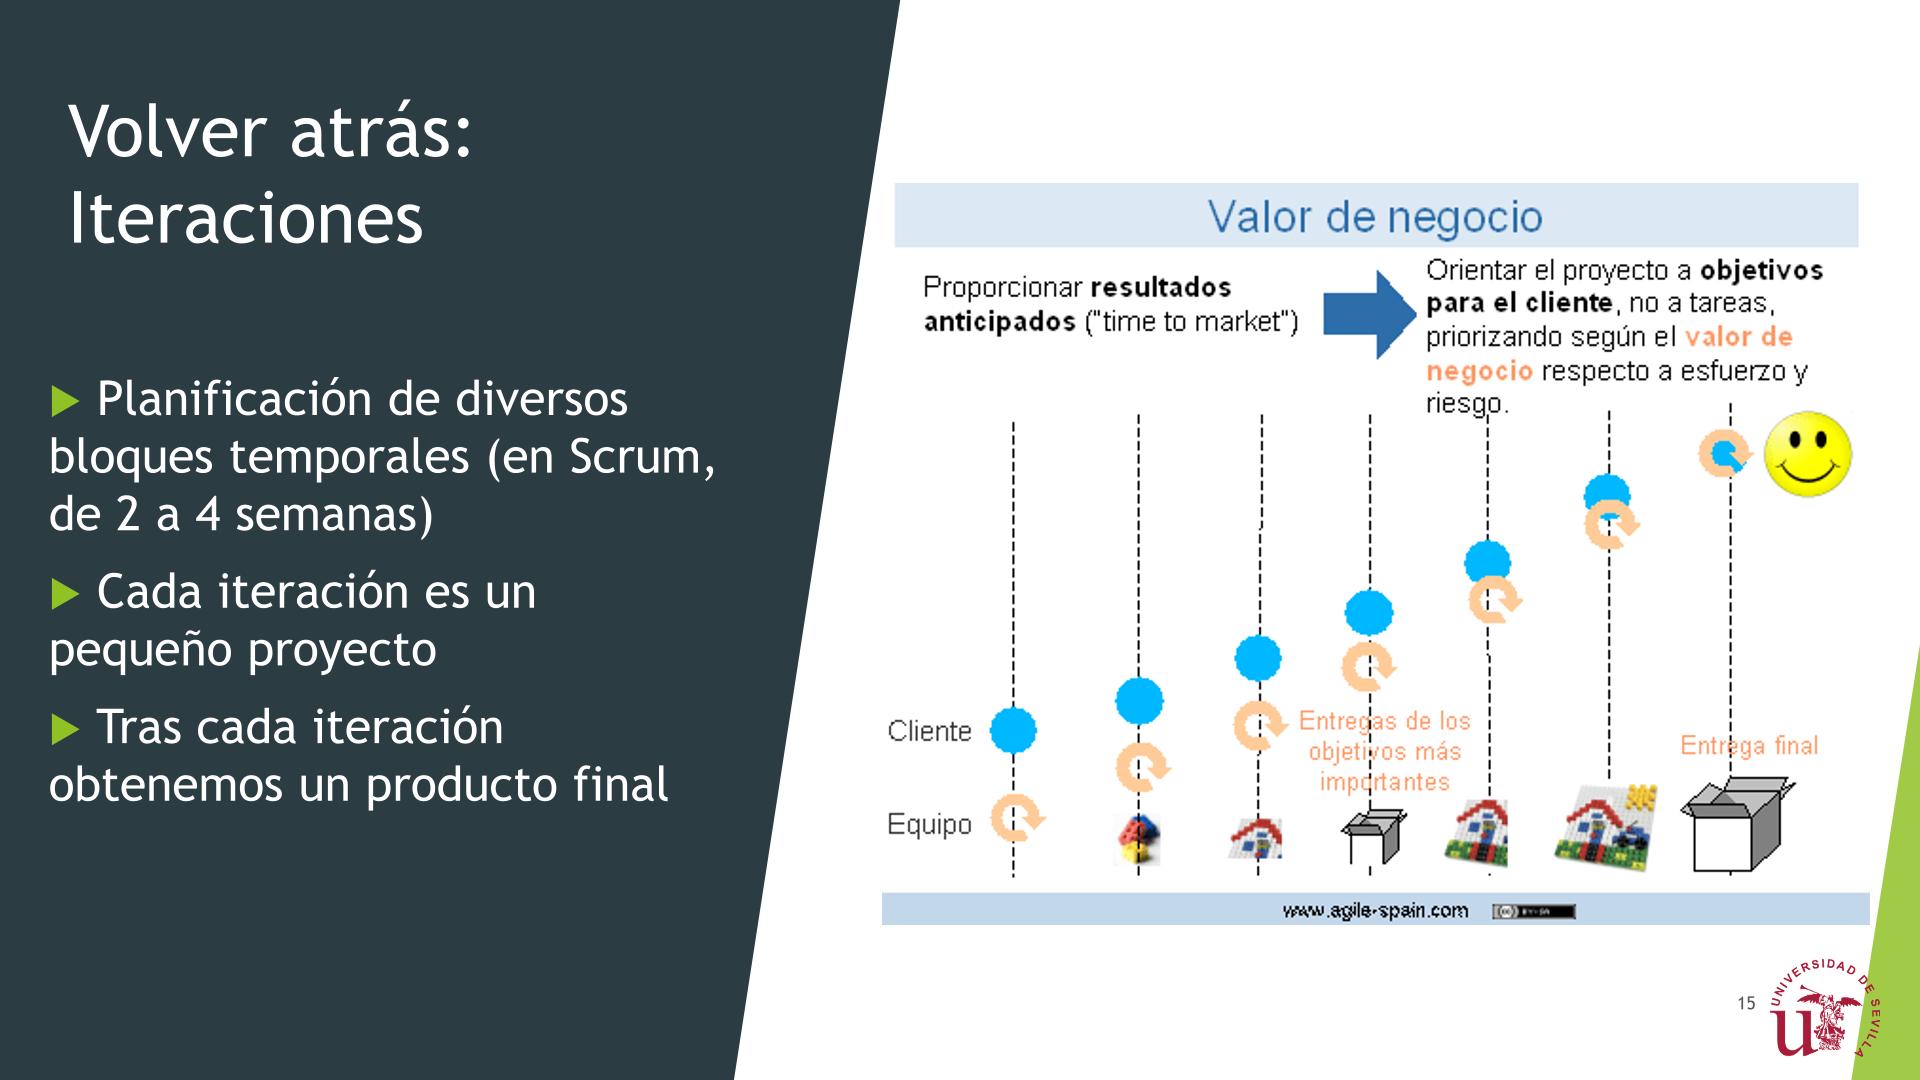 Volver atrás:
Iteraciones
Planificación de diversos
bloques temporales (en Scrum,
de 2 a 4 semanas)
Cada iteración es un
pequeño proyecto
Tras cada iteración
obtenemos un producto final
Valor de negocio
Proporcionar resultados
anticipados ("time to market")
Orientar el proyecto a objetivos
para el cliente, no a tareas,
priorizando según el valor de
negocio respecto a esfuerzo y
riesgo.
Cliente
Equipo
Entregas de los
objetivos más
importantes
Entrega final
www.agile-spain.com
(cc) BY-SA
15
UNIVERSIDAD DE SEVILLA
u